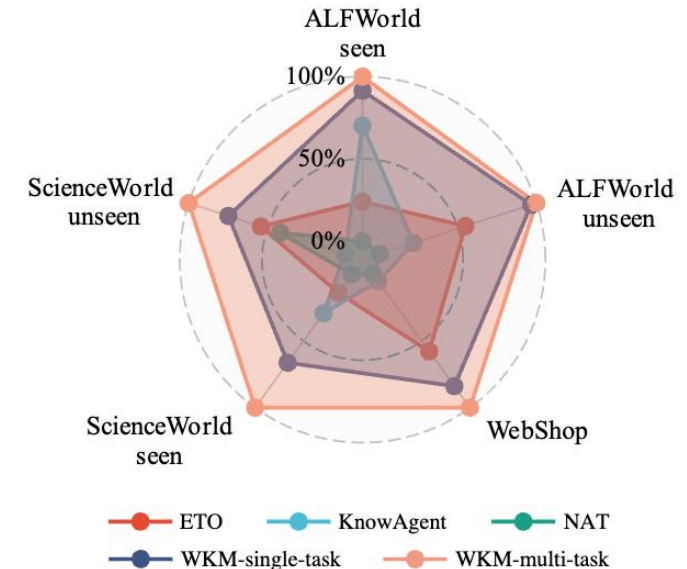 ALFWorld
seen
100%
50%
0%
ScienceWorld
unseen
ALFWorld
unseen
ScienceWorld
seen
WebShop
ETO
KnowAgent
NAT
WKM-single-task
WKM-multi-task